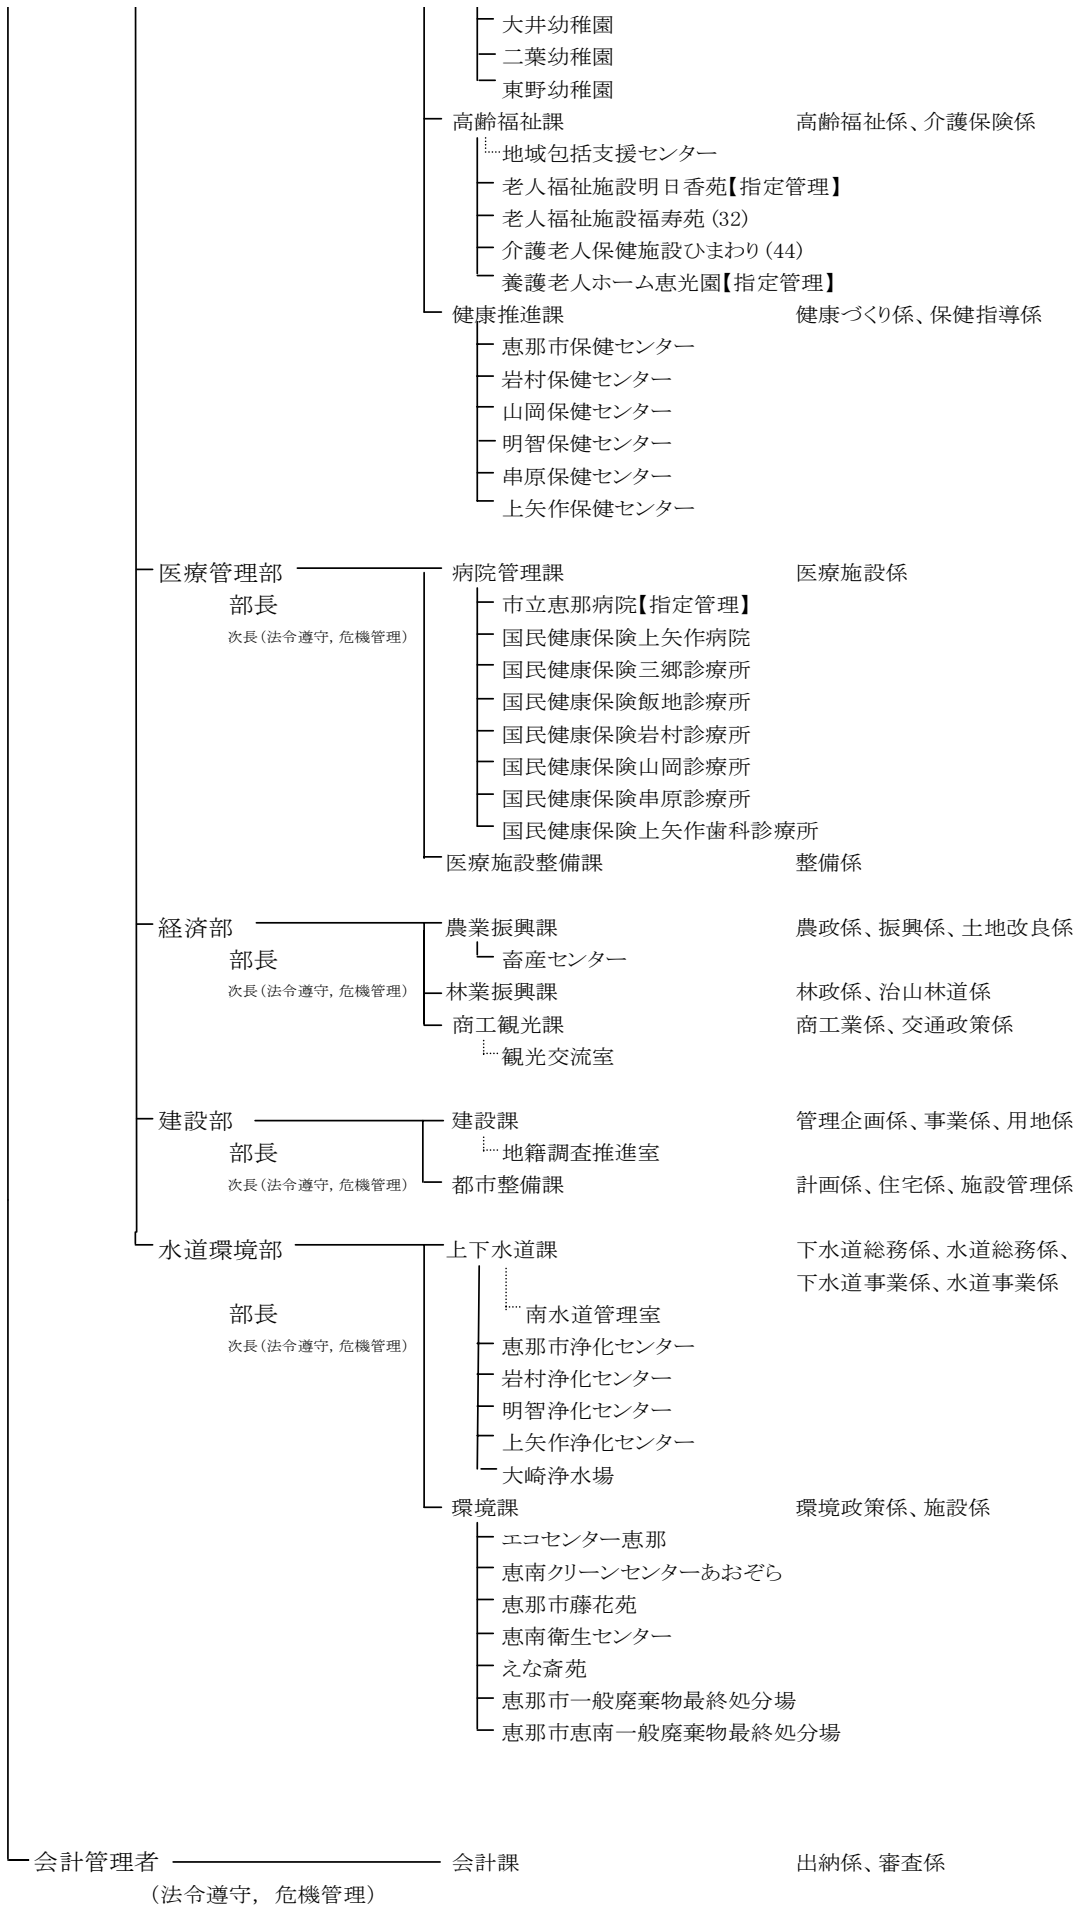 大井幼稚園
二葉幼稚園
東野幼稚園
高齢福祉課 高齢福祉係、介護保険係
地域包括支援センター
老人福祉施設明日香苑【指定管理】
老人福祉施設福寿苑(32)
介護老人保健施設ひまわり(44)
養護老人ホーム恵光園【指定管理】
健康推進課 健康づくり係、保健指導係
恵那市保健センター
岩村保健センター
山岡保健センター
明智保健センター
串原保健センター
上矢作保健センター
医療管理部 病院管理課 医療施設係
部長 市立恵那病院【指定管理】
次長(法令遵守,危機管理) 国民健康保険上矢作病院
国民健康保険三郷診療所
国民健康保険飯地診療所
国民健康保険岩村診療所
国民健康保険山岡診療所
国民健康保険串原診療所
国民健康保険上矢作歯科診療所
医療施設整備課 整備係
経済部 農業振興課 農政係、振興係、土地改良係
部長 畜産センター
次長(法令遵守,危機管理) 林業振興課 林政係、治山林道係
商工観光課 商工業係、交通政策係
観光交流室
建設部 建設課 管理企画係、事業係、用地係
部長 地籍調査推進室
次長(法令遵守,危機管理) 都市整備課 計画係、住宅係、施設管理係
水道環境部 上下水道課 下水道総務係、水道総務係、
下水道事業係、水道事業係
部長 南水道管理室
次長(法令遵守,危機管理) 恵那市浄化センター
岩村浄化センター
明智浄化センター
上矢作浄化センター
大崎浄水場
環境課 環境政策係、施設係
エコセンター恵那
恵南クリーンセンターあおぞら
恵那市藤花苑
恵南衛生センター
えな斎苑
恵那市一般廃棄物最終処分場
恵那市恵南一般廃棄物最終処分場
会計管理者 会計課 出納係、審査係
(法令遵守, 危機管理)